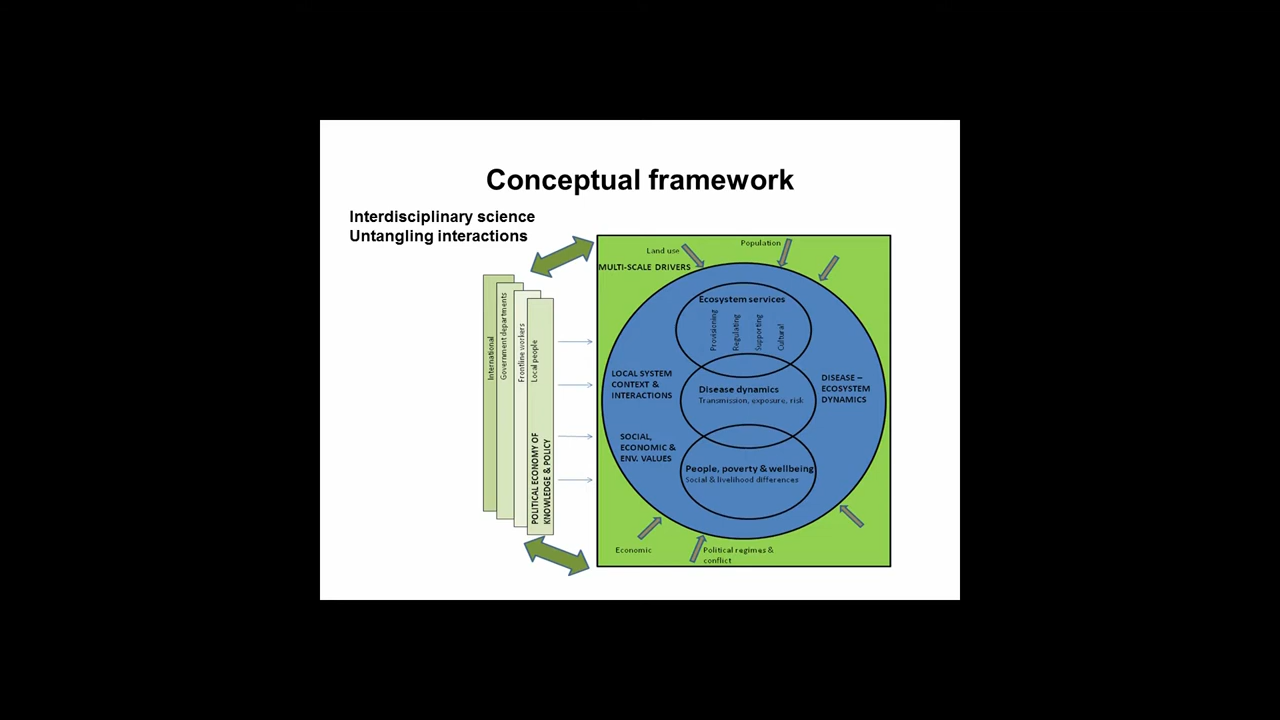 Conceptual framework
Interdisciplinary science
Untangling interactions
International
Government departments
Frontline workers
Local people
POLITICAL ECONOMY OF
KNOWLEDGE & POLICY
Land use
Population
MULTI-SCALE DRIVERS
Ecosystem services
Provisioning
Regulating
Supporting
Cultural
LOCAL SYSTEM
CONTEXT &
INTERACTIONS
Disease dynamics
Transmission, exposure, risk
DISEASE –
ECOSYSTEM
DYNAMICS
SOCIAL,
ECONOMIC &
ENV. VALUES
People, poverty & wellbeing
Social & livelihood differences
Economic
Political regimes &
conflict